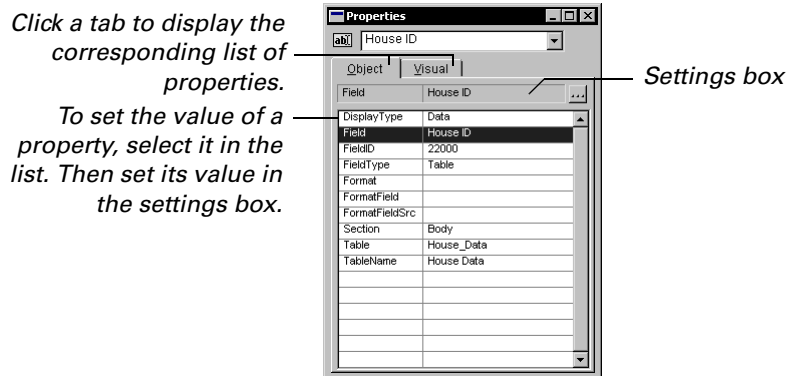 Click a tab to display the
corresponding list of
properties.
To set the value of a
property, select it in the
list. Then set its value in
the settings box.
Properties
ab
House ID
Object Visual
Field House ID ...
Settings box
DisplayType Data
Field House ID
FieldID 22000
FieldType Table
Format
FormatField
FormatFieldSrc
Section Body
Table House_Data
TableName House Data